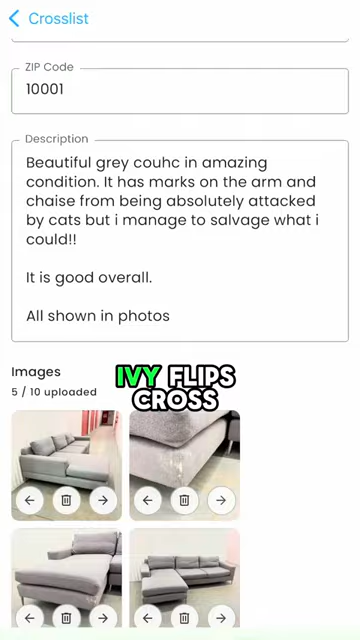 Crosslist
ZIP Code
10001
Description
Beautiful grey couhc in amazing
condition. It has marks on the arm and
chaise from being absolutely attacked
by cats but i manage to salvage what i
could!!
It is good overall.
All shown in photos
Images
5 / 10 uploaded
IVY FLIPS
CROSS